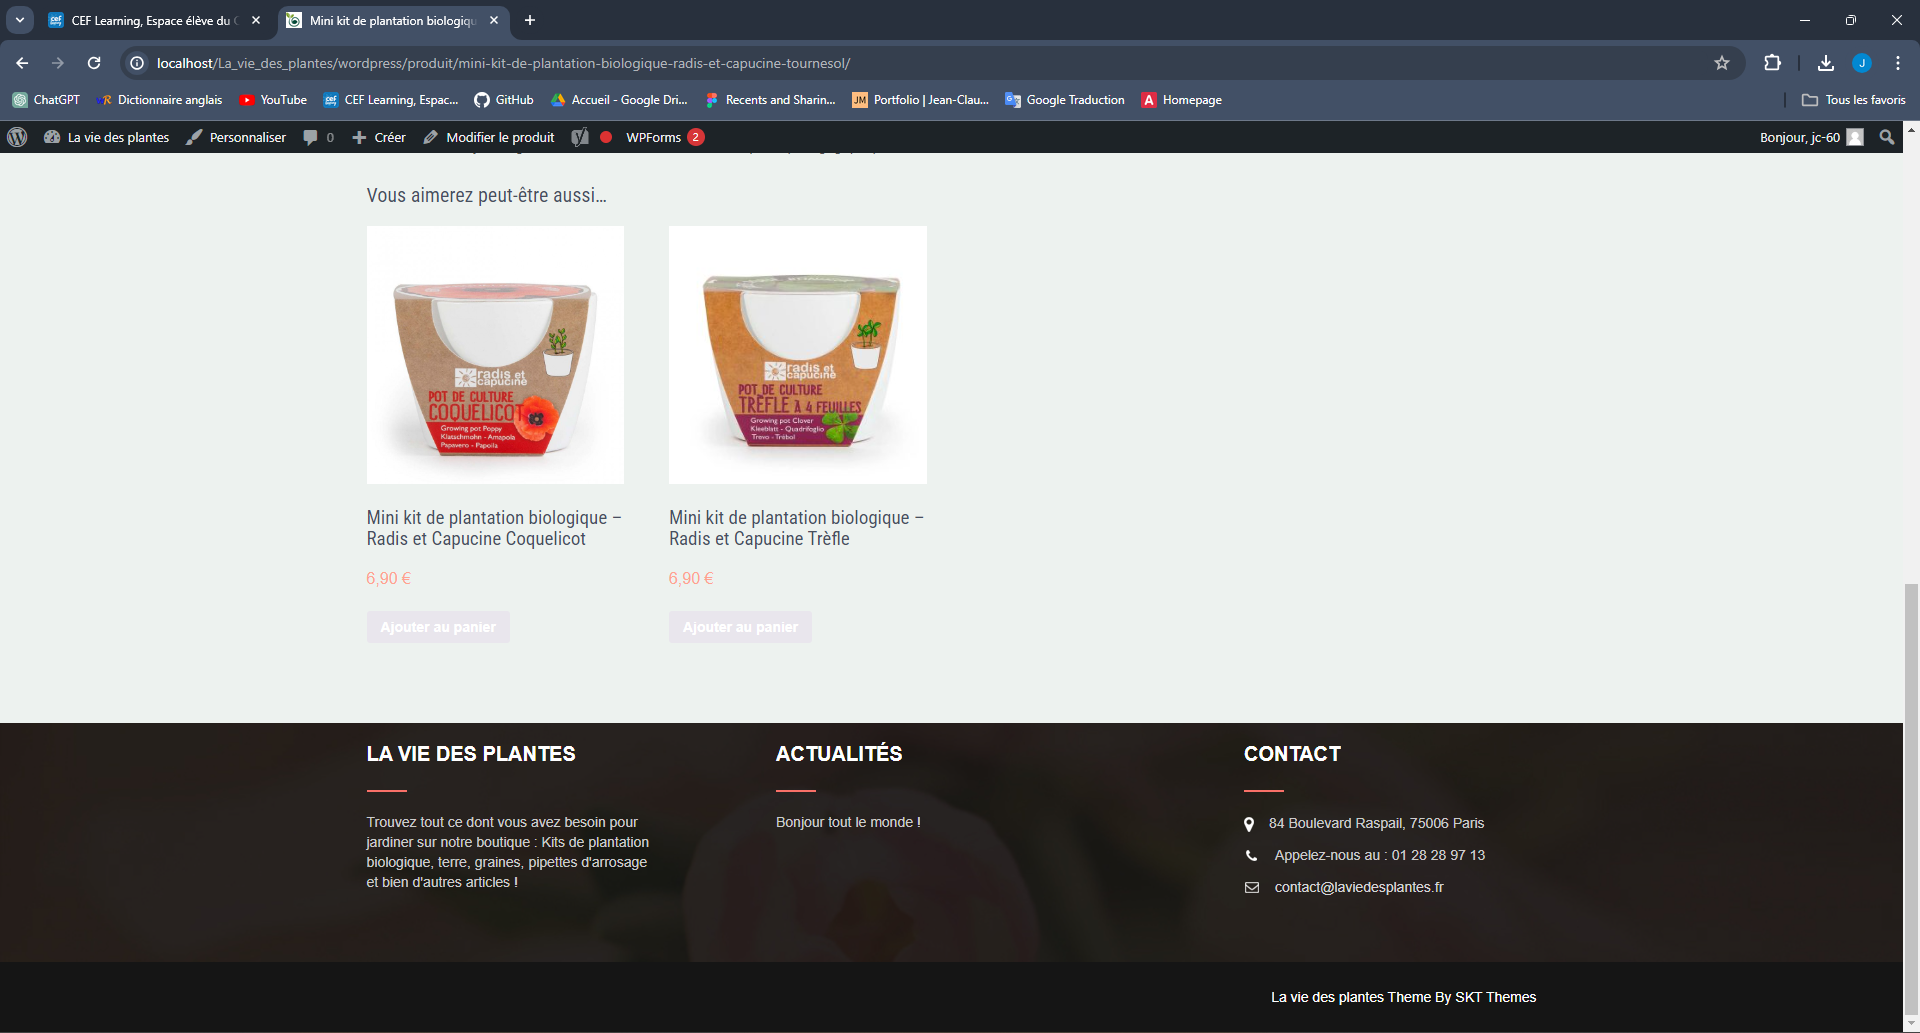 CEF Learning, Espace élève du C
Mini kit de plantation biologiqu
localhost/La_vie_des_plantes/wordpress/produit/mini-kit-de-plantation-biologique-radis-et-capucine-tournesol/
J
ChatGPT
Dictionnaire anglais
YouTube
CEF Learning, Espac...
GitHub
Accueil - Google Dri...
Recents and Sharin...
JM
Portfolio | Jean-Clau...
Google Traduction
A
Homepage
Tous les favoris
La vie des plantes
Personnaliser
0
Créer
Modifier le produit
WPForms 2
Bonjour, jc-60
Vous aimerez peut-être aussi…
radis et
capucine
POT DE CULTURE
COQUELICOT
Growing pot Poppy
Klatschmohn - Amapola
Papavero - Papoila
radis et
capucine
POT DE CULTURE
TRÈFLE À 4 FEUILLES
Growing pot Clover
Kleeblatt - Quadrifoglio
Trevo - Trébol
Mini kit de plantation biologique –
Radis et Capucine Coquelicot
Mini kit de plantation biologique –
Radis et Capucine Trèfle
6,90 €
6,90 €
Ajouter au panier
Ajouter au panier
LA VIE DES PLANTES
Trouvez tout ce dont vous avez besoin pour
jardiner sur notre boutique : Kits de plantation
biologique, terre, graines, pipettes d'arrosage
et bien d'autres articles !
ACTUALITÉS
Bonjour tout le monde !
CONTACT
84 Boulevard Raspail, 75006 Paris
Appelez-nous au : 01 28 28 97 13
contact@laviedesplantes.fr
La vie des plantes Theme By SKT Themes